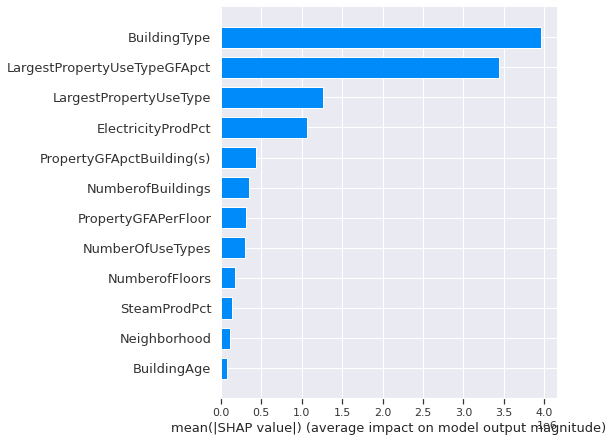 BuildingType
LargestPropertyUseTypeGFApct
LargestPropertyUseType
ElectricityProdPct
PropertyGFApctBuilding(s)
NumberofBuildings
PropertyGFAPerFloor
NumberOfUseTypes
NumberofFloors
SteamProdPct
Neighborhood
BuildingAge
0.0 0.5 1.0 1.5 2.0 2.5 3.0 3.5 4.0
1e6
mean(|SHAP value|) (average impact on model output magnitude)